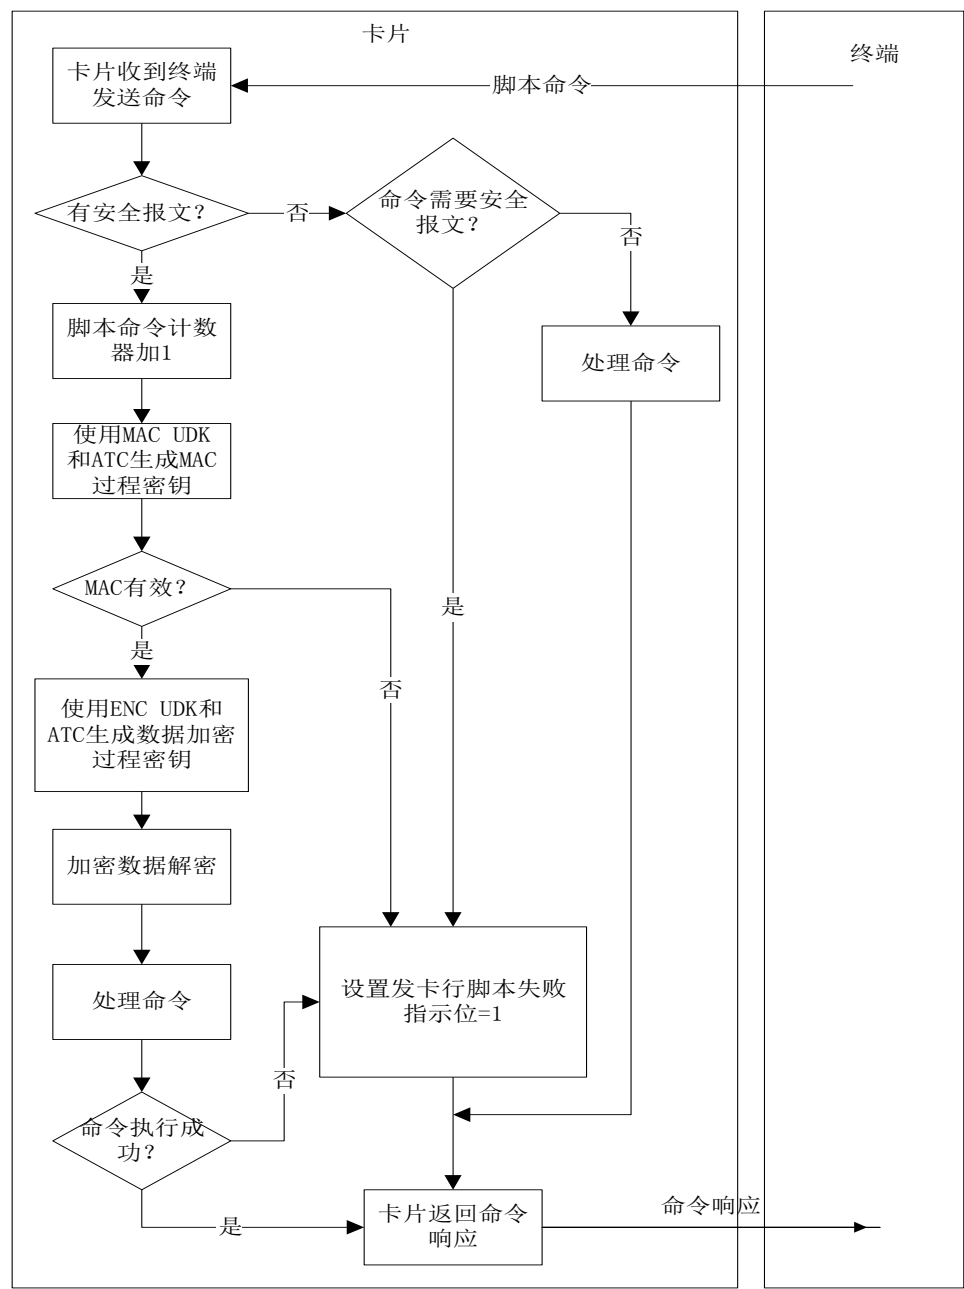 卡片
终端
卡片收到终端
发送命令
脚本命令
有安全报文？
否
命令需要安全
报文？
否
是
脚本命令计数
器加1
处理命令
使用MAC UDK
和ATC生成MAC
过程密钥
MAC有效？
是
是
否
使用ENC UDK和
ATC生成数据加密
过程密钥
加密数据解密
处理命令
设置发卡行脚本失败
指示位=1
否
命令执行成
功？
是
卡片返回命令
响应
命令响应